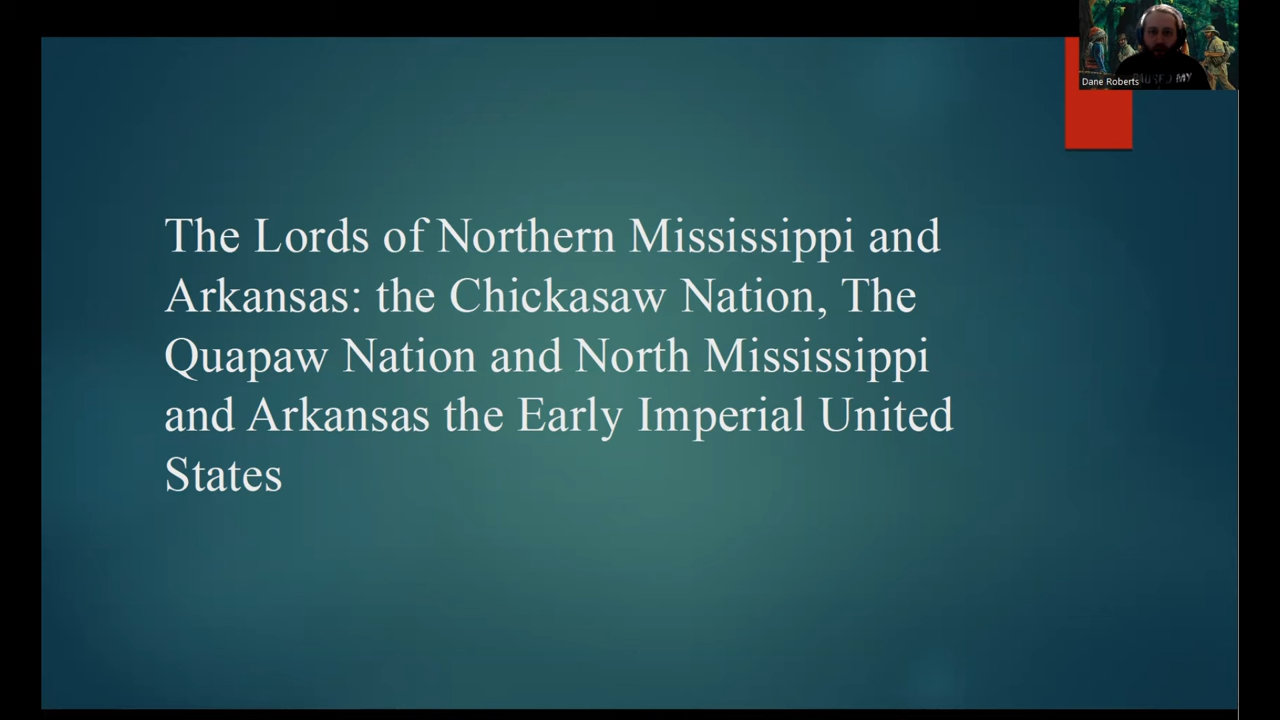 Dane Roberts
The Lords of Northern Mississippi and
Arkansas: the Chickasaw Nation, The
Quapaw Nation and North Mississippi
and Arkansas the Early Imperial United
States